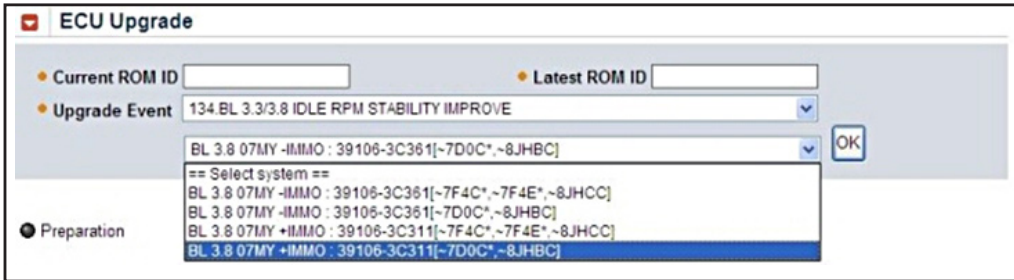 ECU Upgrade
Current ROM ID Latest ROM ID
Upgrade Event 134.BL 3.3/3.8 IDLE RPM STABILITY IMPROVE
BL 3.8 07MY -IMMO : 39106-3C361[~7D0C*,~8JHBC] OK
== Select system ==
BL 3.8 07MY -IMMO : 39106-3C361[~7F4C*,~7F4E*,~8JHCC]
BL 3.8 07MY -IMMO : 39106-3C361[~7D0C*,~8JHBC]
BL 3.8 07MY +IMMO : 39106-3C311[~7F4C*,~7F4E*,~8JHCC]
BL 3.8 07MY +IMMO : 39106-3C311[~7D0C*,~8JHBC]
Preparation